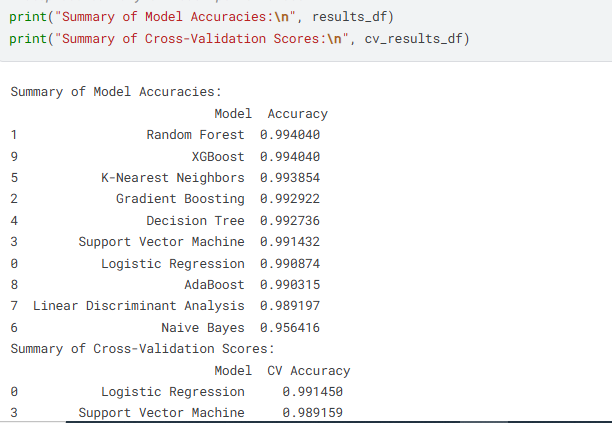 print("Summary of Model Accuracies:\n", results_df)
print("Summary of Cross-Validation Scores:\n", cv_results_df)
Summary of Model Accuracies:
Model Accuracy
1 Random Forest 0.994040
9 XGBoost 0.994040
5 K-Nearest Neighbors 0.993854
2 Gradient Boosting 0.992922
4 Decision Tree 0.992736
3 Support Vector Machine 0.991432
0 Logistic Regression 0.990874
8 AdaBoost 0.990315
7 Linear Discriminant Analysis 0.989197
6 Naive Bayes 0.956416
Summary of Cross-Validation Scores:
Model CV Accuracy
0 Logistic Regression 0.991450
3 Support Vector Machine 0.989159